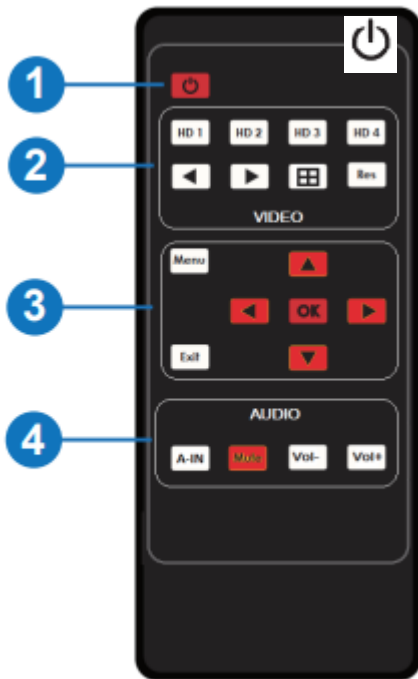 1
2
HD 1 HD 2 HD 3 HD 4
Res
VIDEO
3
Menu
OK
Exit
4
AUDIO
A-IN Mute Vol- Vol+